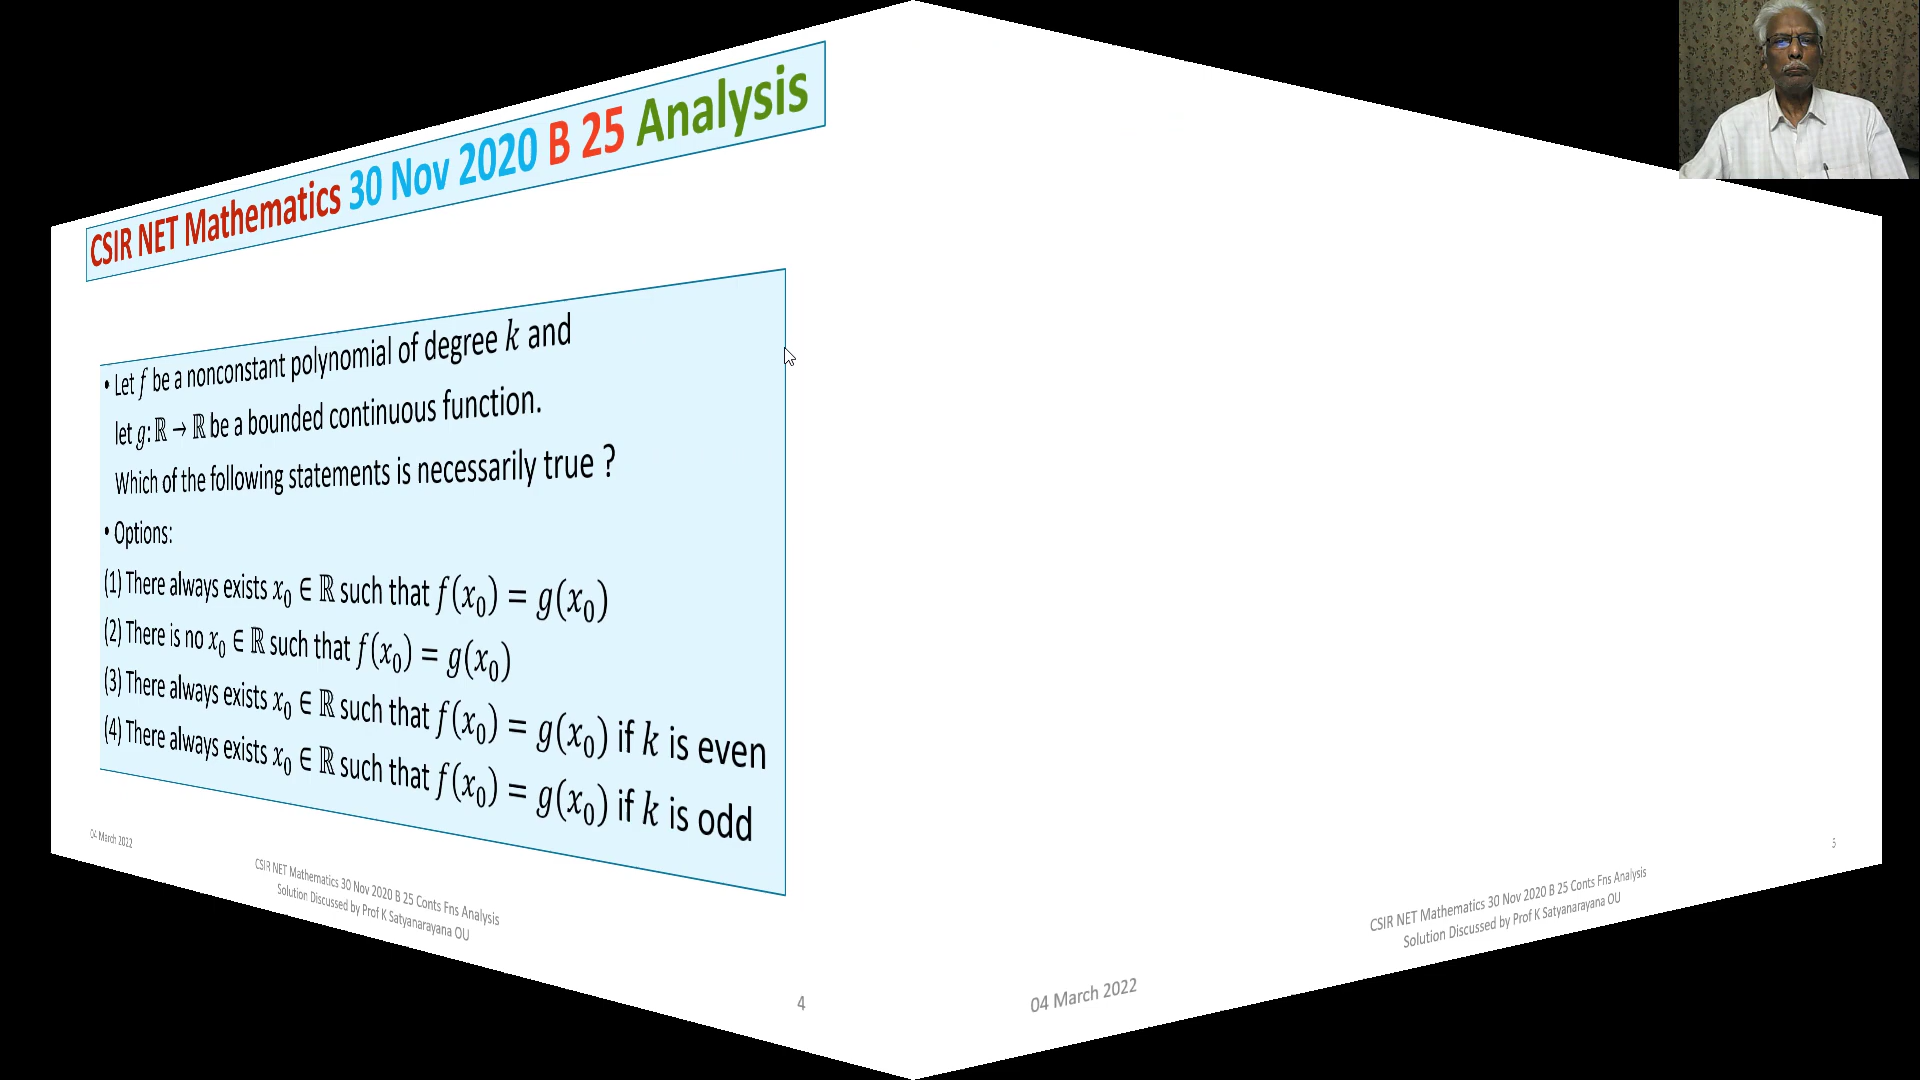 CSIR NET Mathematics 30 Nov 2020 B 25 Analysis
• Let f be a nonconstant polynomial of degree k and
let g: ℝ → ℝ be a bounded continuous function.
Which of the following statements is necessarily true ?
• Options:
(1) There always exists x₀ ∈ ℝ such that f(x₀) = g(x₀)
(2) There is no x₀ ∈ ℝ such that f(x₀) = g(x₀)
(3) There always exists x₀ ∈ ℝ such that f(x₀) = g(x₀) if k is even
(4) There always exists x₀ ∈ ℝ such that f(x₀) = g(x₀) if k is odd
04 March 2022
CSIR NET Mathematics 30 Nov 2020 B 25 Conts Fns Analysis
Solution Discussed by Prof K Satyanarayana OU
4
04 March 2022
CSIR NET Mathematics 30 Nov 2020 B 25 Conts Fns Analysis
Solution Discussed by Prof K Satyanarayana OU